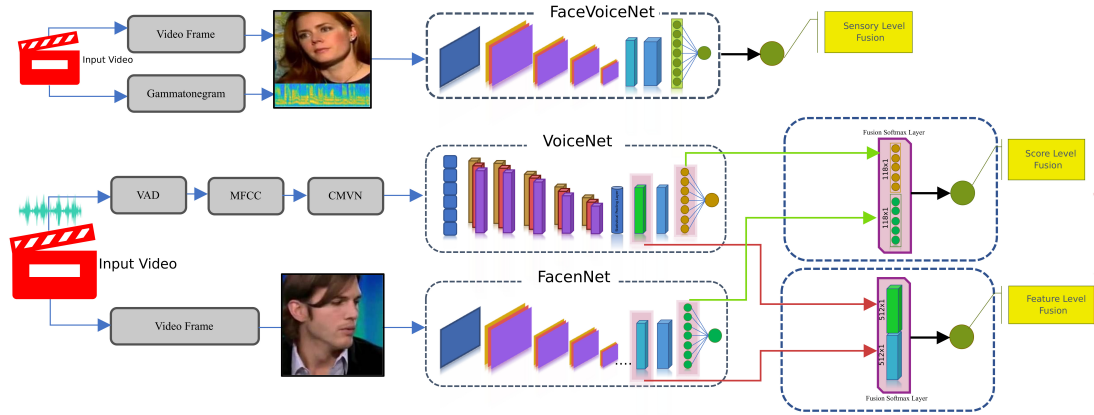 FaceVoiceNet
Video Frame
Input Video
Gammatonegram
Sensory Level
Fusion
VoiceNet
Fusion Softmax Layer
VAD
MFCC
CMVN
118x1
118x1
Score Level
Fusion
Input Video
FacenNet
Video Frame
....
512x1
512x1
Fusion Softmax Layer
Feature Level
Fusion